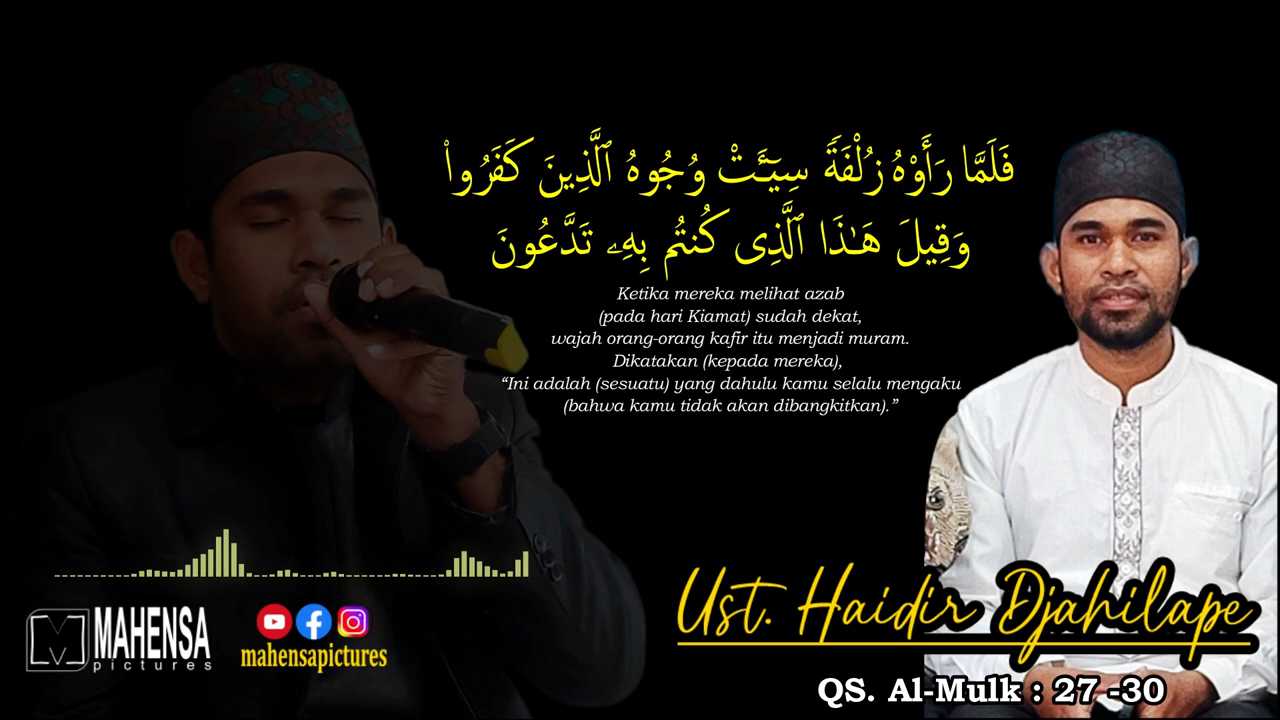 فَلَمَّا رَأَوْهُ زُلْفَةً سِيٓـَٔتْ وُجُوهُ ٱلَّذِينَ كَفَرُوا۟
وَقِيلَ هَـٰذَا ٱلَّذِى كُنتُم بِهِۦ تَدَّعُونَ
Ketika mereka melihat azab
(pada hari Kiamat) sudah dekat,
wajah orang-orang kafir itu menjadi muram.
Dikatakan (kepada mereka),
“Ini adalah (sesuatu) yang dahulu kamu selalu mengaku
(bahwa kamu tidak akan dibangkitkan).”
Ust. Haidir Djahilape
QS. Al-Mulk : 27 -30
MAHENSA
pictures
mahensapictures